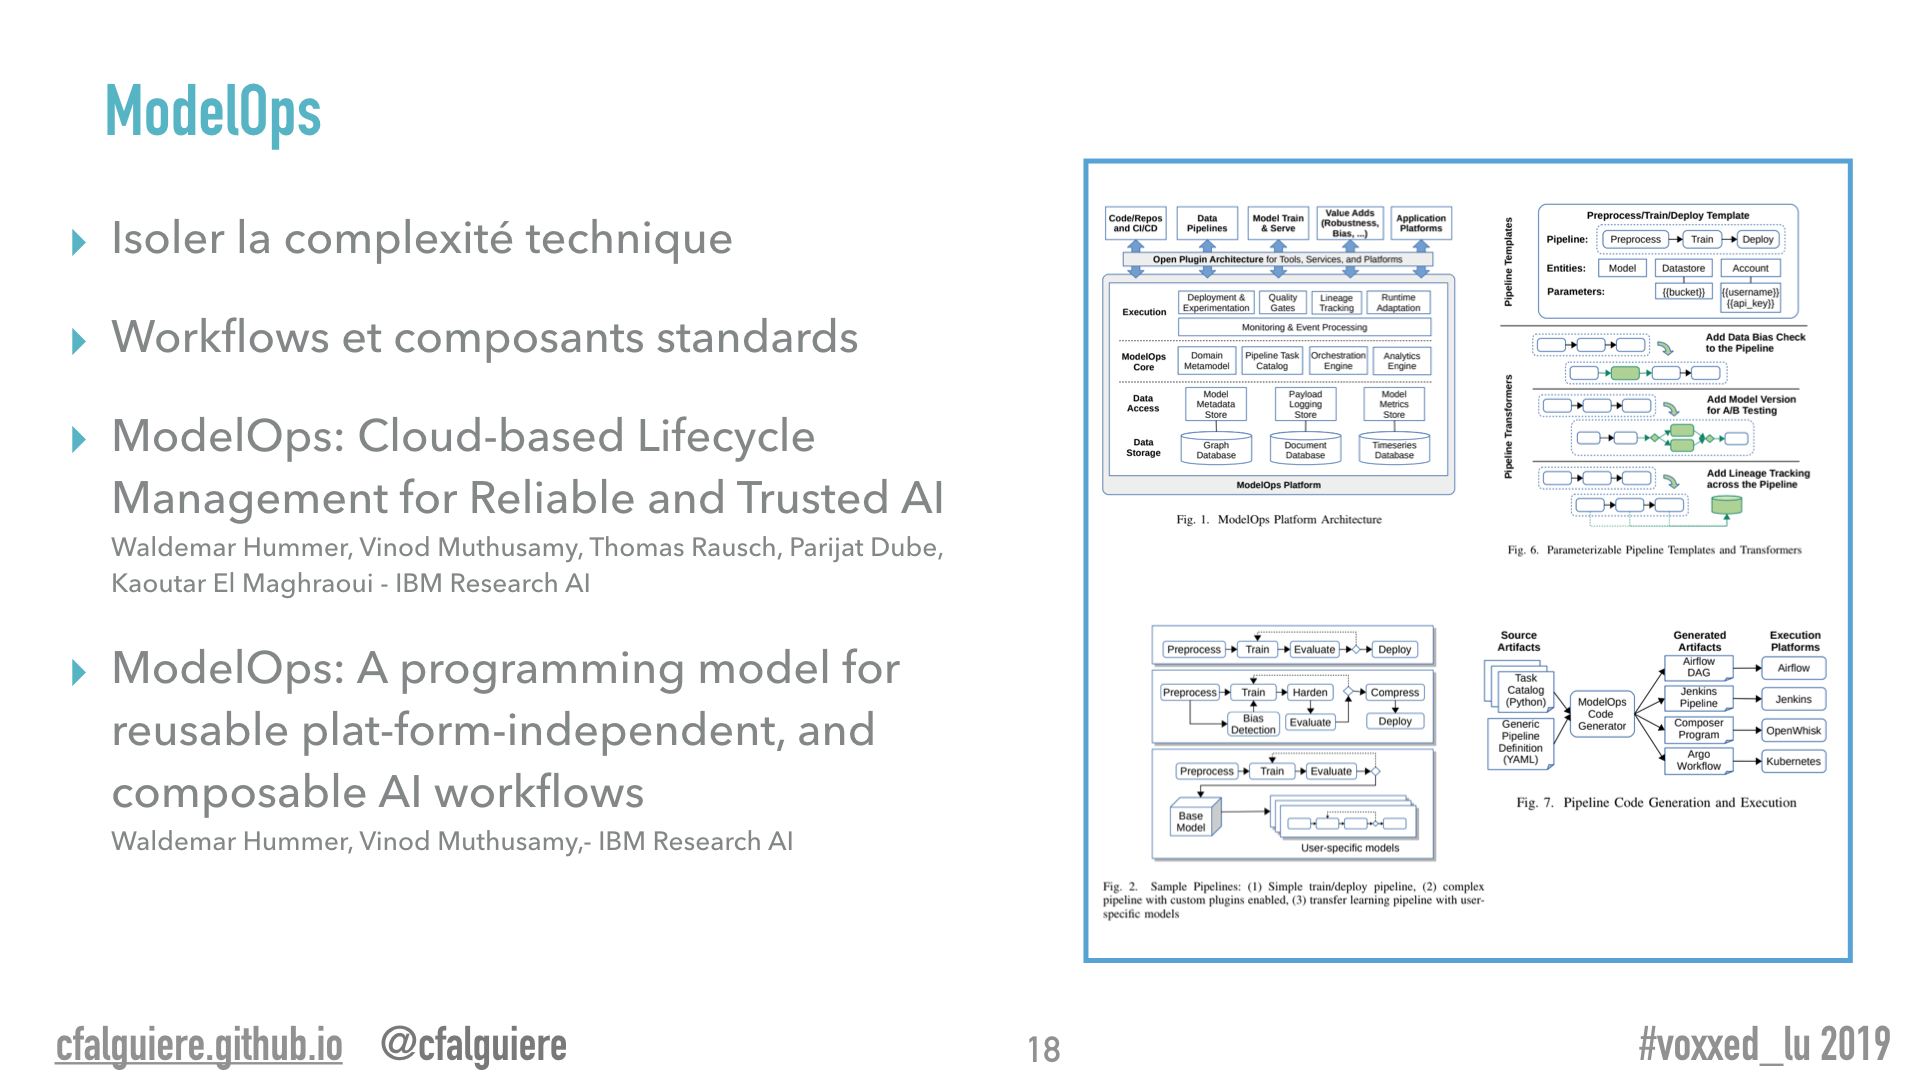 ModelOps
Isoler la complexité technique
Workflows et composants standards
ModelOps: Cloud-based Lifecycle
Management for Reliable and Trusted AI
Waldemar Hummer, Vinod Muthusamy, Thomas Rausch, Parijat Dube,
Kaoutar El Maghraoui - IBM Research AI
ModelOps: A programming model for
reusable plat-form-independent, and
composable AI workflows
Waldemar Hummer, Vinod Muthusamy,- IBM Research AI
Code/Repos
and CI/CD
Data
Pipelines
Model Train
& Serve
Value Adds
(Robustness,
Bias, ...)
Application
Platforms
Open Plugin Architecture for Tools, Services, and Platforms
Execution
Deployment &
Experimentation
Quality
Gates
Lineage
Tracking
Runtime
Adaptation
Monitoring & Event Processing
ModelOps
Core
Domain
Metamodel
Pipeline Task
Catalog
Orchestration
Engine
Analytics
Engine
Data
Access
Model
Metadata
Store
Payload
Logging
Store
Model
Metrics
Store
Data
Storage
Graph
Database
Document
Database
Timeseries
Database
ModelOps Platform
Fig. 1. ModelOps Platform Architecture
Pipeline Templates
Preprocess/Train/Deploy Template
Pipeline: Preprocess Train Deploy
Entities: Model Datastore Account
Parameters: {{bucket}} {{username}}
{{api_key}}
Pipeline Transformers
Add Data Bias Check
to the Pipeline
Add Model Version
for A/B Testing
Add Lineage Tracking
across the Pipeline
Fig. 6. Parameterizable Pipeline Templates and Transformers
Preprocess Train Evaluate Deploy
Preprocess Train Harden Compress
Bias
Detection
Evaluate Deploy
Preprocess Train Evaluate
Base
Model
User-specific models
Fig. 2. Sample Pipelines: (1) Simple train/deploy pipeline, (2) complex
pipeline with custom plugins enabled, (3) transfer learning pipeline with user-
specific models
Source
Artifacts
Generated
Artifacts
Execution
Platforms
Task
Catalog
(Python)
Generic
Pipeline
Definition
(YAML)
ModelOps
Code
Generator
Airflow
DAG
Airflow
Jenkins
Pipeline
Jenkins
Composer
Program
OpenWhisk
Argo
Workflow
Kubernetes
Fig. 7. Pipeline Code Generation and Execution
cfalguiere.github.io @cfalguiere
18
#voxxed_lu 2019